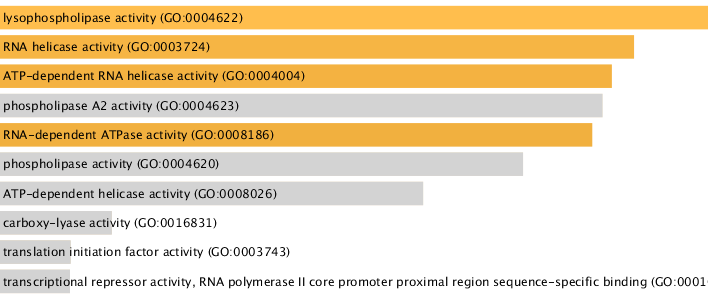 lysophospholipase activity (GO:0004622)
RNA helicase activity (GO:0003724)
ATP-dependent RNA helicase activity (GO:0004004)
phospholipase A2 activity (GO:0004623)
RNA-dependent ATPase activity (GO:0008186)
phospholipase activity (GO:0004620)
ATP-dependent helicase activity (GO:0008026)
carboxy-lyase activity (GO:0016831)
translation initiation factor activity (GO:0003743)
transcriptional repressor activity, RNA polymerase II core promoter proximal region sequence-specific binding (GO:0001